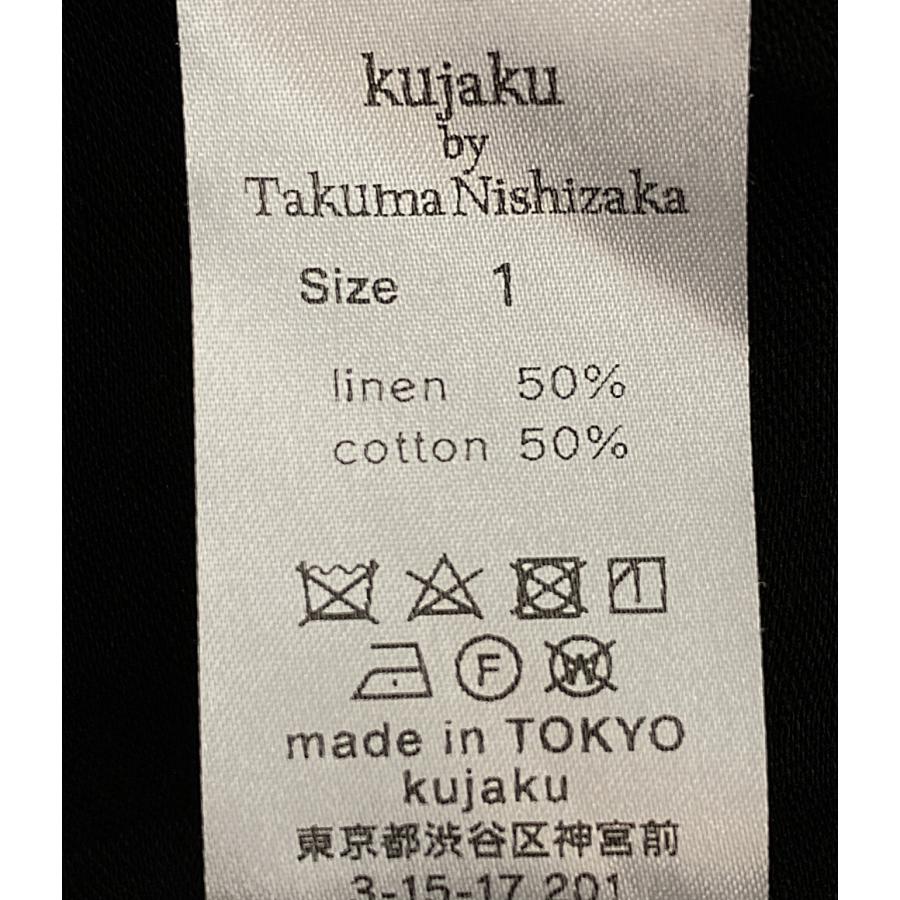 kujaku
by
Takuma Nishizaka
Size 1
linen 50%
cotton 50%
F W
made in TOKYO
kujaku
東京都渋谷区神宮前
3-15-17 201